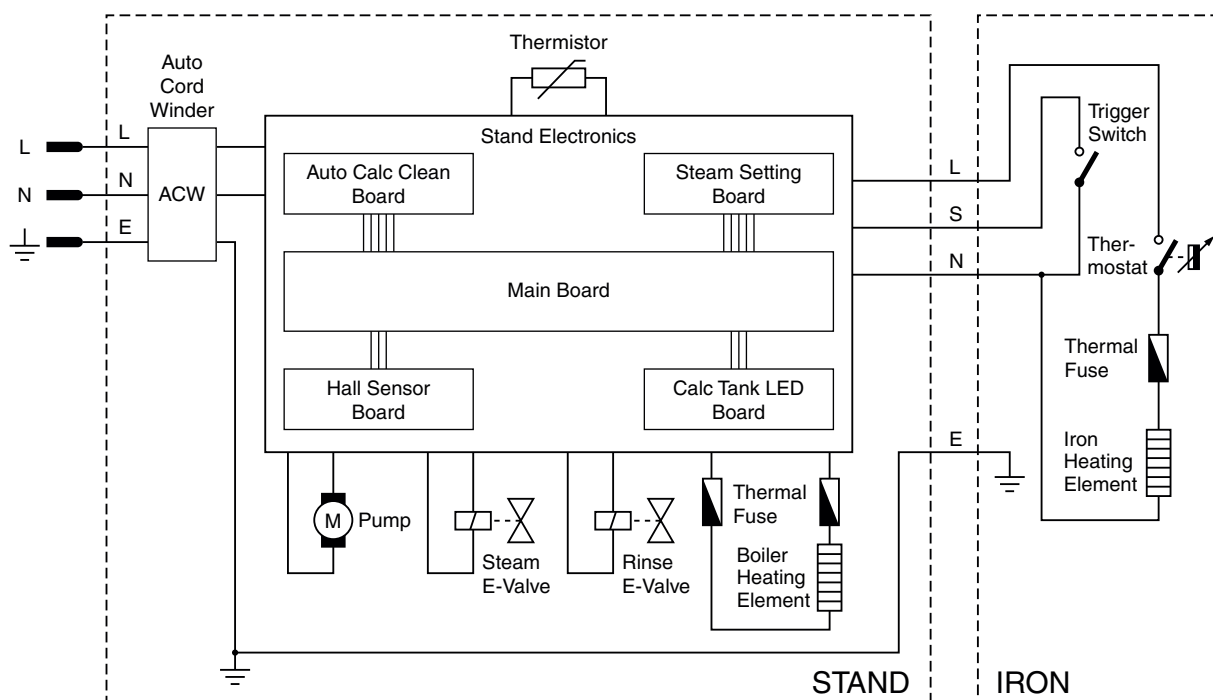 Thermistor
Auto
Cord
Winder
L
L
N
N
E
ACW
Stand Electronics
Auto Calc Clean
Board
Steam Setting
Board
Main Board
Hall Sensor
Board
Calc Tank LED
Board
L
S
N
E
Trigger
Switch
Ther-
mostat
Thermal
Fuse
Iron
Heating
Element
M
Pump
Steam
E-Valve
Rinse
E-Valve
Thermal
Fuse
Boiler
Heating
Element
STAND
IRON